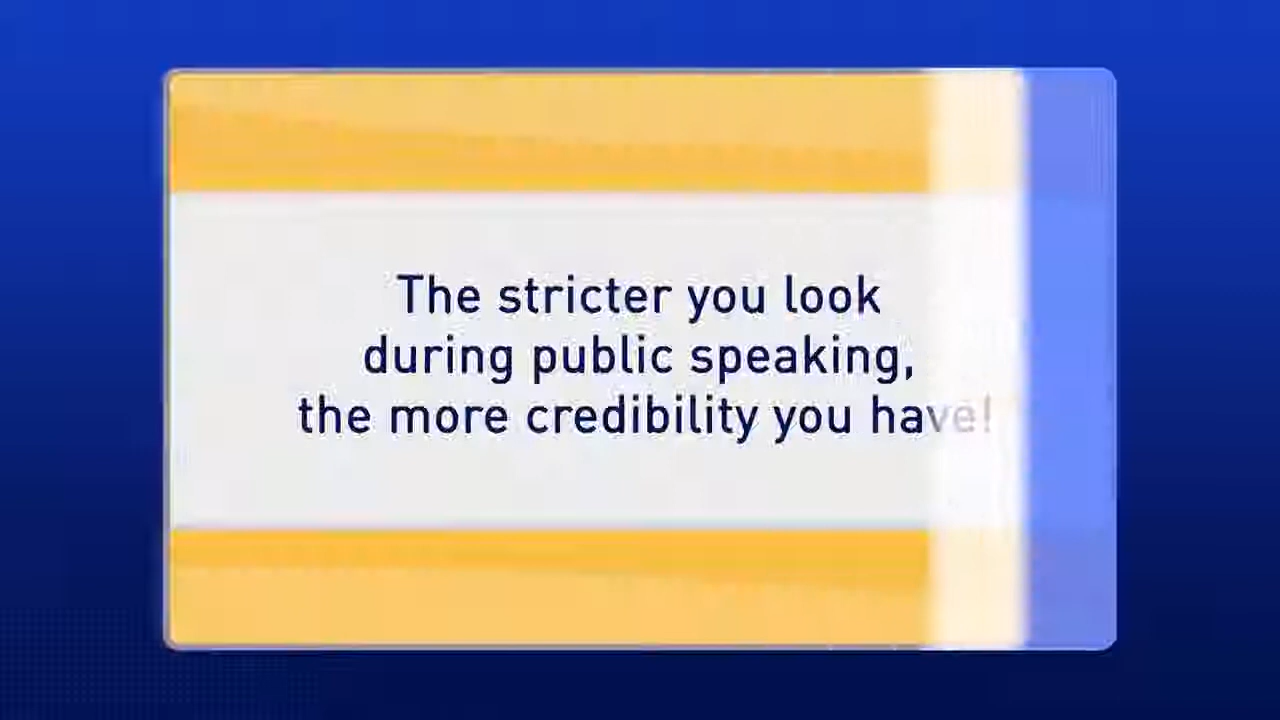 The stricter you look
during public speaking,
the more credibility you have!